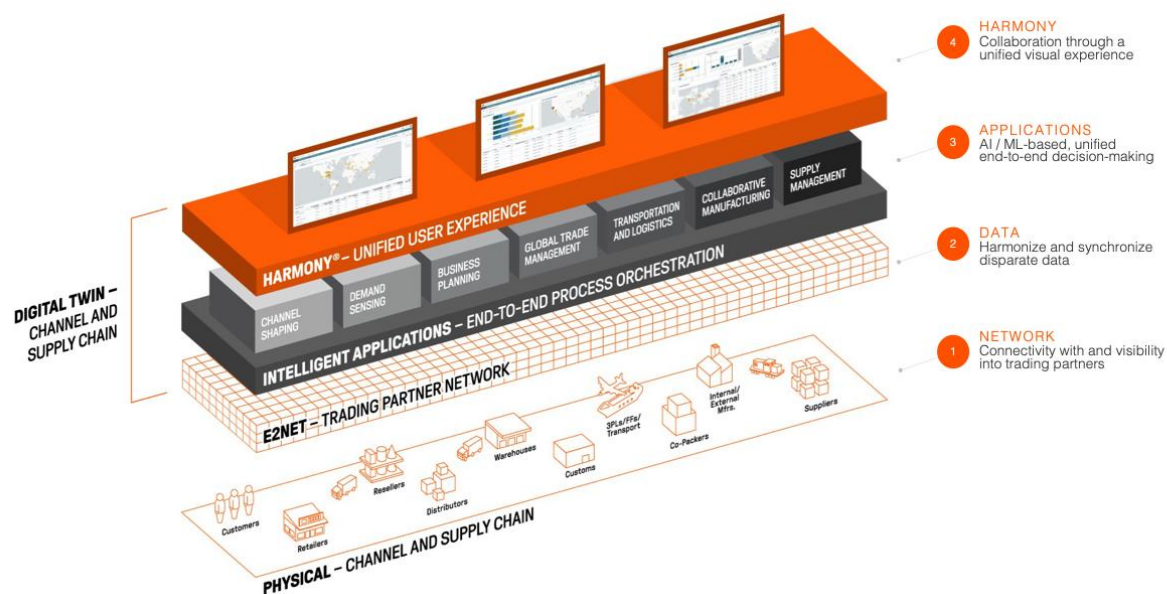 4
HARMONY
Collaboration through a
unified visual experience
3
APPLICATIONS
AI / ML-based, unified
end-to-end decision-making
2
DATA
Harmonize and synchronize
disparate data
1
NETWORK
Connectivity with and visibility
into trading partners
DIGITAL TWIN –
CHANNEL AND
SUPPLY CHAIN
HARMONY® – UNIFIED USER EXPERIENCE
CHANNEL
SHAPING
DEMAND
SENSING
BUSINESS
PLANNING
GLOBAL TRADE
MANAGEMENT
TRANSPORTATION
AND LOGISTICS
COLLABORATIVE
MANUFACTURING
SUPPLY
MANAGEMENT
INTELLIGENT APPLICATIONS – END-TO-END PROCESS ORCHESTRATION
E2NET – TRADING PARTNER NETWORK
Customers
Retailers
Resellers
Distributors
Warehouses
Customs
3PLs/FFs/
Transport
Co-Packers
Internal/
External
Mfrs.
Suppliers
PHYSICAL – CHANNEL AND SUPPLY CHAIN